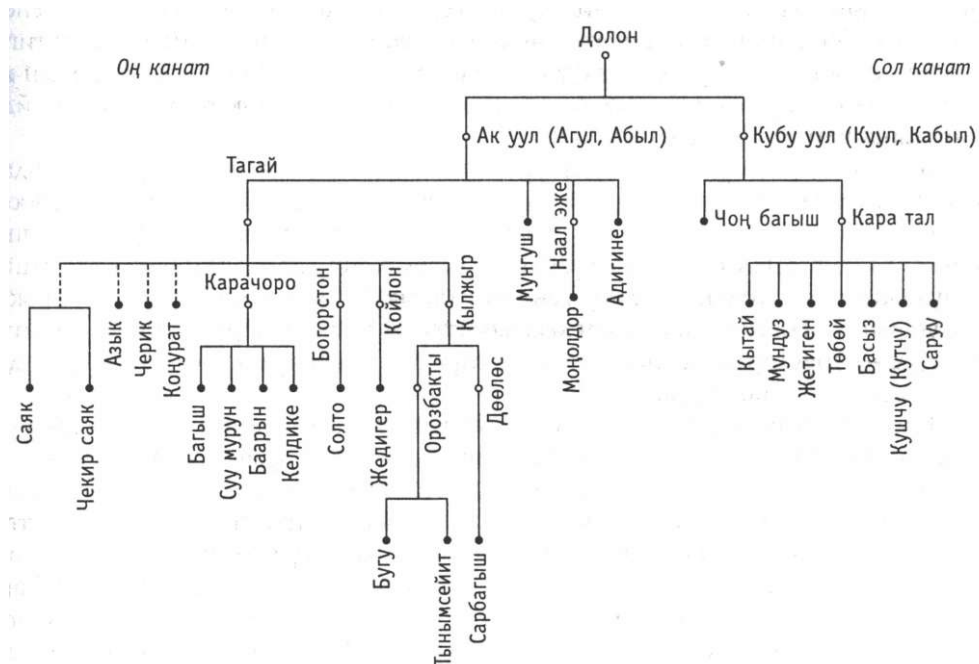 Долон
Оң канат
Сол канат
Ак уул (Агул, Абыл)
Кубу уул (Куул, Кабыл)
Тагай
Мунгуш
Наал эже
Адигине
Чоң багыш
Кара тал
Азык
Черик
Коңурат
Карачоро
Богорстон
Койлон
Кылжыр
Моңолдор
Кытай
Мундуз
Жетиген
Төбөй
Басыз
Кушчу (Кутчу)
Саруу
Саяк
Чекир саяк
Багыш
Суу мурун
Баарын
Келдике
Солто
Жедигер
Орозбакты
Дөөлөс
Бугу
Тынымсейит
Сарбагыш